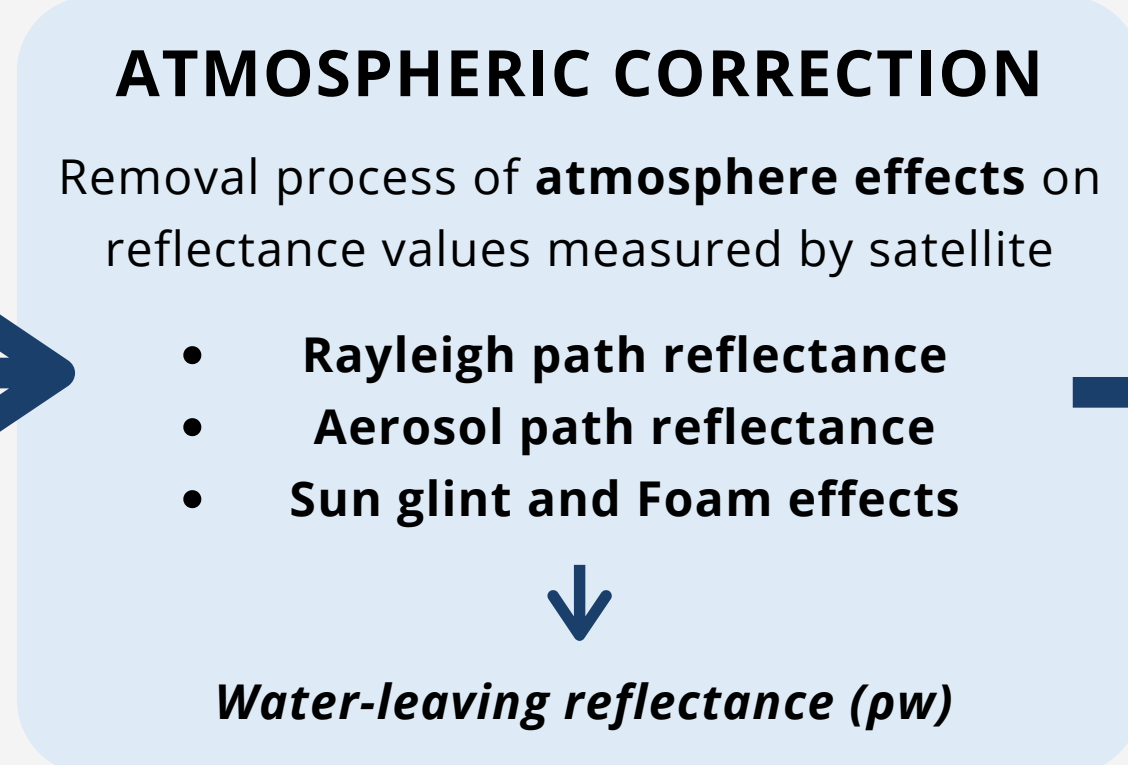 ATMOSPHERIC CORRECTION
Removal process of atmosphere effects on
reflectance values measured by satellite
• Rayleigh path reflectance
• Aerosol path reflectance
• Sun glint and Foam effects
Water-leaving reflectance (ρw)